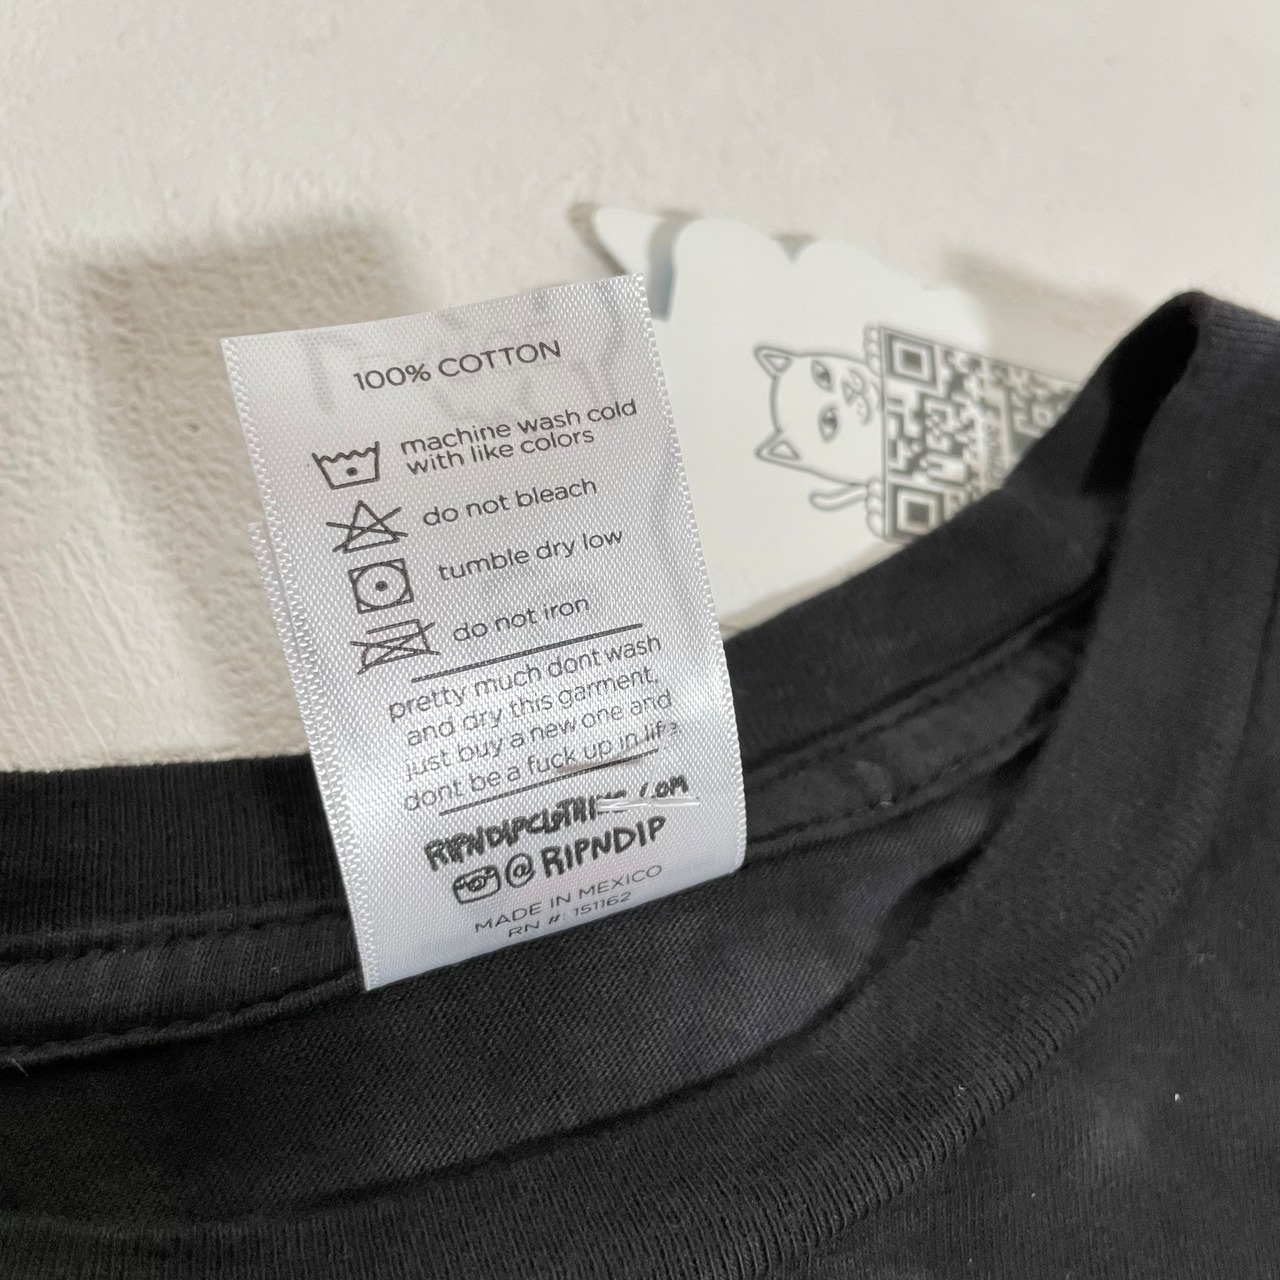 100% COTTON
machine wash cold
with like colors
do not bleach
tumble dry low
do not iron
pretty much dont wash
and dry this garment.
just buy a new one and
dont be a fuck up in life
RIPNDIPCLOTHING.COM
@RIPNDIP
MADE IN MEXICO
RN #: 151162